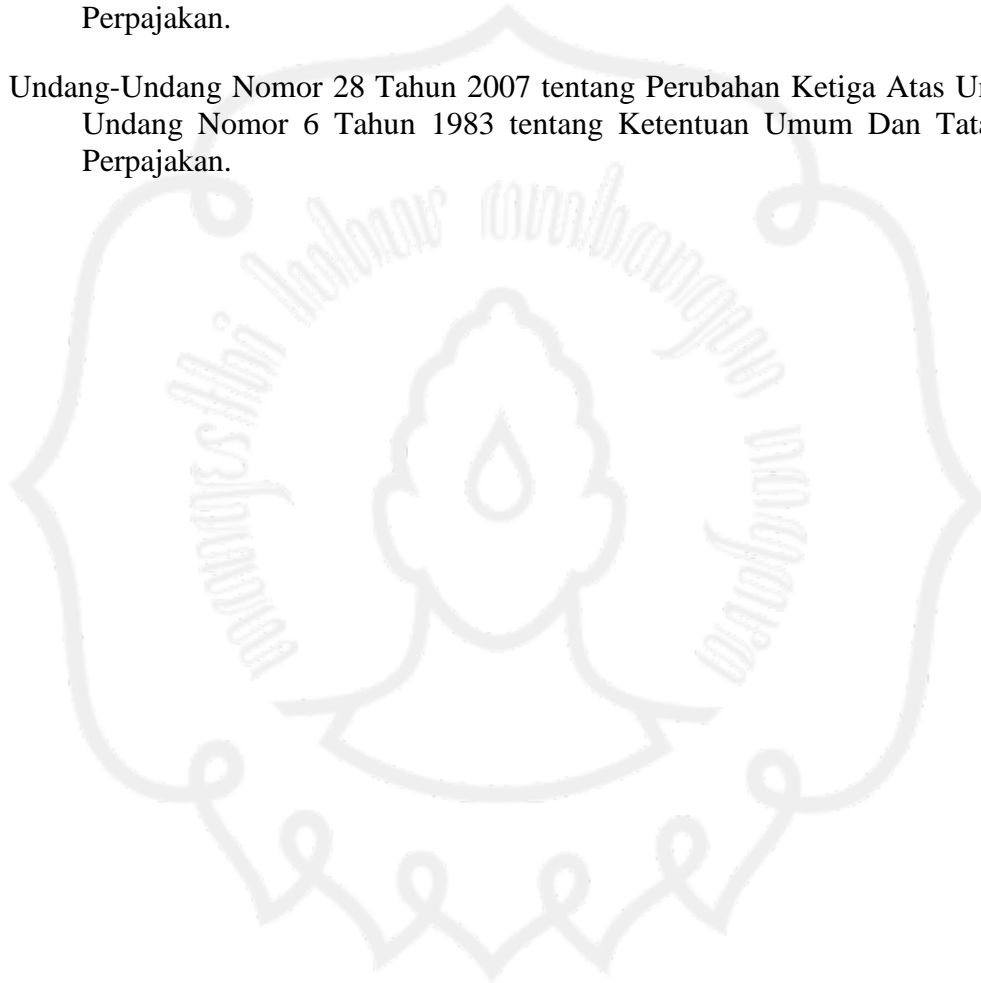 Perpajakan.
Undang-Undang Nomor 28 Tahun 2007 tentang Perubahan Ketiga Atas
Undang Nomor 6 Tahun 1983 tentang Ketentuan Umum Dan Tata
Perpajakan.